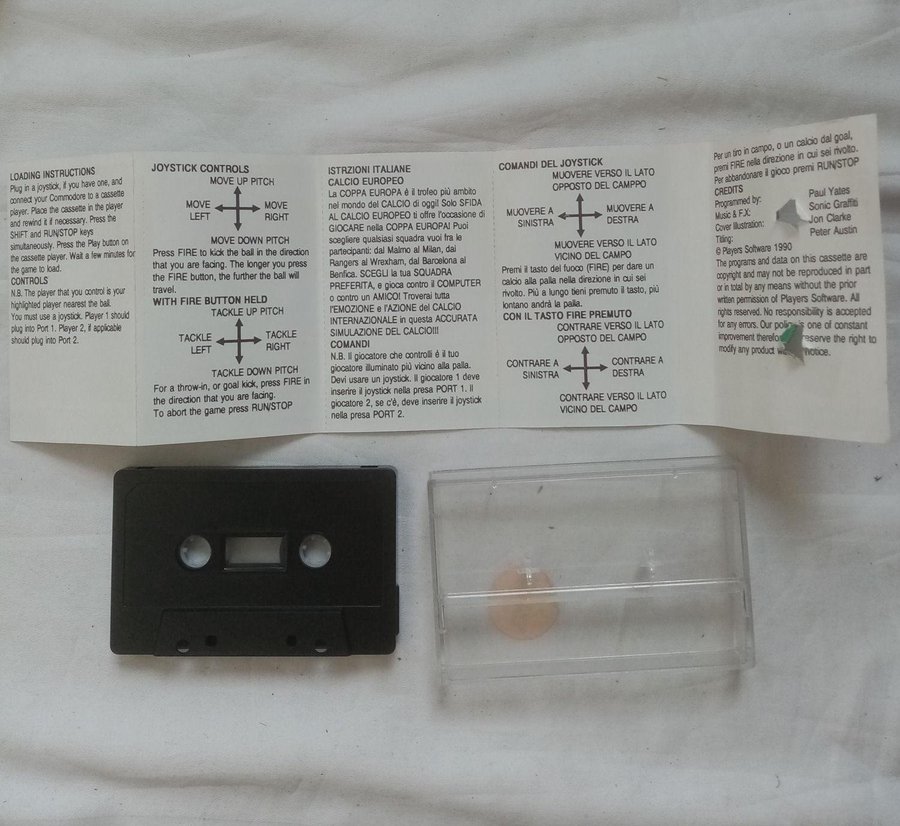 LOADING INSTRUCTIONS
Plug in a joystick, if you have one, and
connect your Commodore to a cassette
player. Place the cassette in the player
and rewind it if necessary. Press the
SHIFT and RUN/STOP keys
simultaneously. Press the Play button on
the cassette player. Wait a few minutes for
the game to load.
CONTROLS
N.B. The player that you control is your
highlighted player nearest the ball.
You must use a joystick. Player 1 should
plug into Port 1. Player 2, if applicable
should plug into Port 2.
JOYSTICK CONTROLS
MOVE UP PITCH
MOVE LEFT
MOVE RIGHT
MOVE DOWN PITCH
Press FIRE to kick the ball in the direction
that you are facing. The longer you press
the FIRE button, the further the ball will
travel.
WITH FIRE BUTTON HELD
TACKLE UP PITCH
TACKLE LEFT
TACKLE RIGHT
TACKLE DOWN PITCH
For a throw-in, or goal kick, press FIRE in
the direction that you are facing.
To abort the game press RUN/STOP
ISTRZIONI ITALIANE
CALCIO EUROPEO
La COPPA EUROPA è il trofeo più ambito
nel mondo del CALCIO di oggi! Solo SFIDA
AL CALCIO EUROPEO ti offre l'occasione di
GIOCARE nella COPPA EUROPA! Puoi
scegliere qualsiasi squadra vuoi fra le
partecipanti: dal Malmo al Milan, dai
Rangers al Wrexham, dal Barcelona al
Benfica. SCEGLI la tua SQUADRA
PREFERITA, e gioca contro il COMPUTER
o contro un AMICO! Troverai tutta
l'EMOZIONE e l'AZIONE del CALCIO
INTERNAZIONALE in questa ACCURATA
SIMULAZIONE DEL CALCIO!!!
COMANDI
N.B. Il giocatore che controlli è il tuo
giocatore illuminato più vicino alla palla.
Devi usare un joystick. Il giocatore 1 deve
inserire il joystick nella presa PORT 1. Il
giocatore 2, se c'è, deve inserire il joystick
nella presa PORT 2.
COMANDI DEL JOYSTICK
MUOVERE VERSO IL LATO
OPPOSTO DEL CAMPPO
MUOVERE A SINISTRA
MUOVERE A DESTRA
MUOVERE VERSO IL LATO
VICINO DEL CAMPO
Premi il tasto del fuoco (FIRE) per dare un
calcio alla palla nella direzione in cui sei
rivolto. Più a lungo tieni premuto il tasto, più
lontano andrà la palla.
CON IL TASTO FIRE PREMUTO
CONTRARE VERSO IL LATO
OPPOSTO DEL CAMPO
CONTRARE A SINISTRA
CONTRARE A DESTRA
CONTRARE VERSO IL LATO
VICINO DEL CAMPO
Per un tiro in campo, o un calcio dal goal,
premi FIRE nella direzione in cui sei rivolto.
Per abbandonare il gioco premi RUN/STOP
CREDITS
Programmed by: Paul Yates
Music & F.X: Sonic Graffiti
Cover Illustration: Jon Clarke
Titling: Peter Austin
© Players Software 1990
The programs and data on this cassette are
copyright and may not be reproduced in part
or in total by any means without the prior
written permission of Players Software. All
rights reserved. No responsibility is accepted
for any errors. Our policy is one of constant
improvement reserve the right to
modify any product notice.